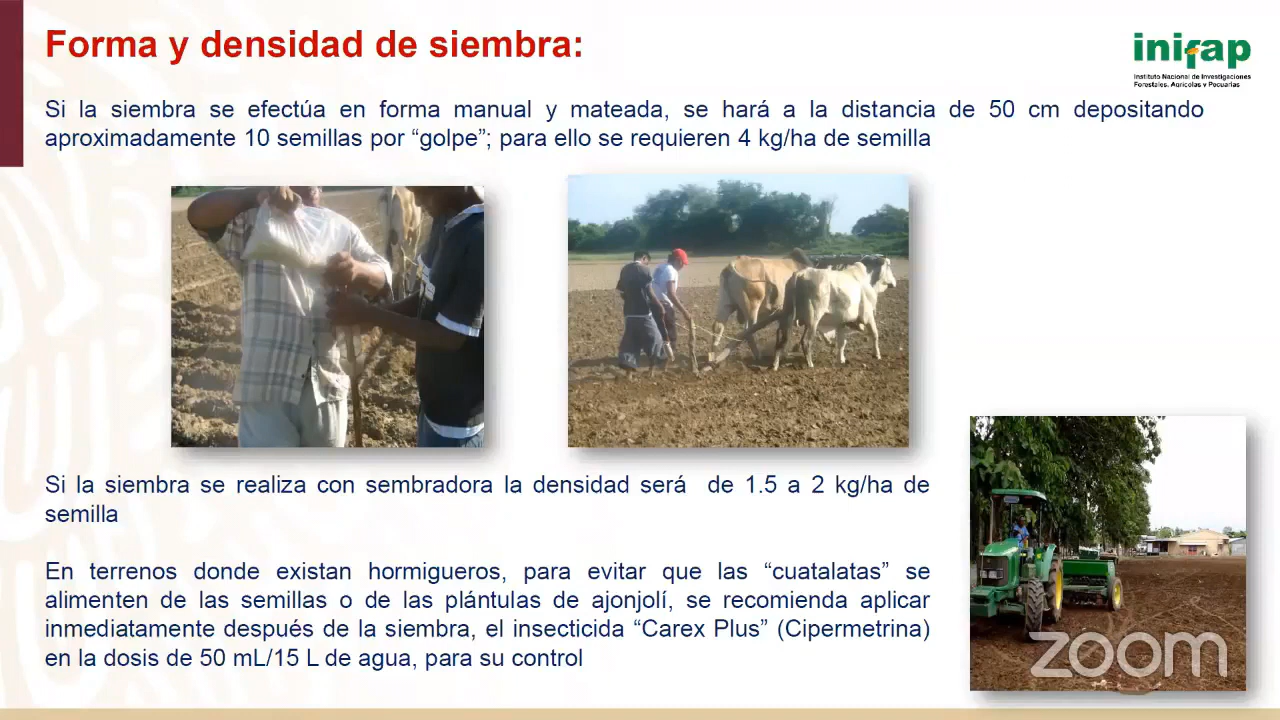 Forma y densidad de siembra:
inifap
Instituto Nacional de Investigaciones
Forestales, Agrícolas y Pecuarias
Si la siembra se efectúa en forma manual y mateada, se hará a la distancia de 50 cm depositando
aproximadamente 10 semillas por “golpe”; para ello se requieren 4 kg/ha de semilla
Si la siembra se realiza con sembradora la densidad será de 1.5 a 2 kg/ha de
semilla
En terrenos donde existan hormigueros, para evitar que las “cuatalatas” se
alimenten de las semillas o de las plántulas de ajonjolí, se recomienda aplicar
inmediatamente después de la siembra, el insecticida “Carex Plus” (Cipermetrina)
en la dosis de 50 mL/15 L de agua, para su control
zoom